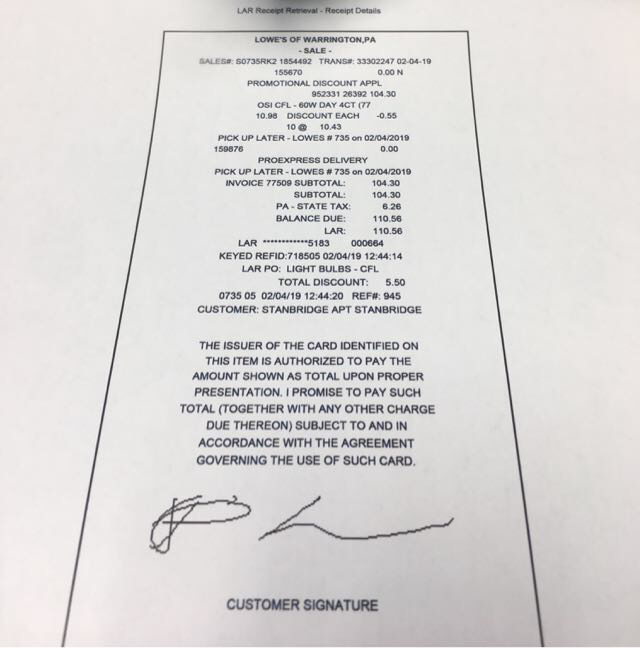 LAR Receipt Retrieval - Receipt Details
LOWE'S OF WARRINGTON,PA
- SALE -
SALES#: S0735RK2 1854492 TRANS#: 33302247 02-04-19
155670 0.00 N
PROMOTIONAL DISCOUNT APPL
952331 26392 104.30
OSI CFL - 60W DAY 4CT (77
10.98 DISCOUNT EACH -0.55
10 @ 10.43
PICK UP LATER - LOWES # 735 on 02/04/2019
159876 0.00
PROEXPRESS DELIVERY
PICK UP LATER - LOWES # 735 on 02/04/2019
INVOICE 77509 SUBTOTAL: 104.30
SUBTOTAL: 104.30
PA - STATE TAX: 6.26
BALANCE DUE: 110.56
LAR: 110.56
LAR ************5183 000664
KEYED REFID:718505 02/04/19 12:44:14
LAR PO: LIGHT BULBS - CFL
TOTAL DISCOUNT: 5.50
0735 05 02/04/19 12:44:20 REF#: 945
CUSTOMER: STANBRIDGE APT STANBRIDGE
THE ISSUER OF THE CARD IDENTIFIED ON
THIS ITEM IS AUTHORIZED TO PAY THE
AMOUNT SHOWN AS TOTAL UPON PROPER
PRESENTATION. I PROMISE TO PAY SUCH
TOTAL (TOGETHER WITH ANY OTHER CHARGE
DUE THEREON) SUBJECT TO AND IN
ACCORDANCE WITH THE AGREEMENT
GOVERNING THE USE OF SUCH CARD.
CUSTOMER SIGNATURE